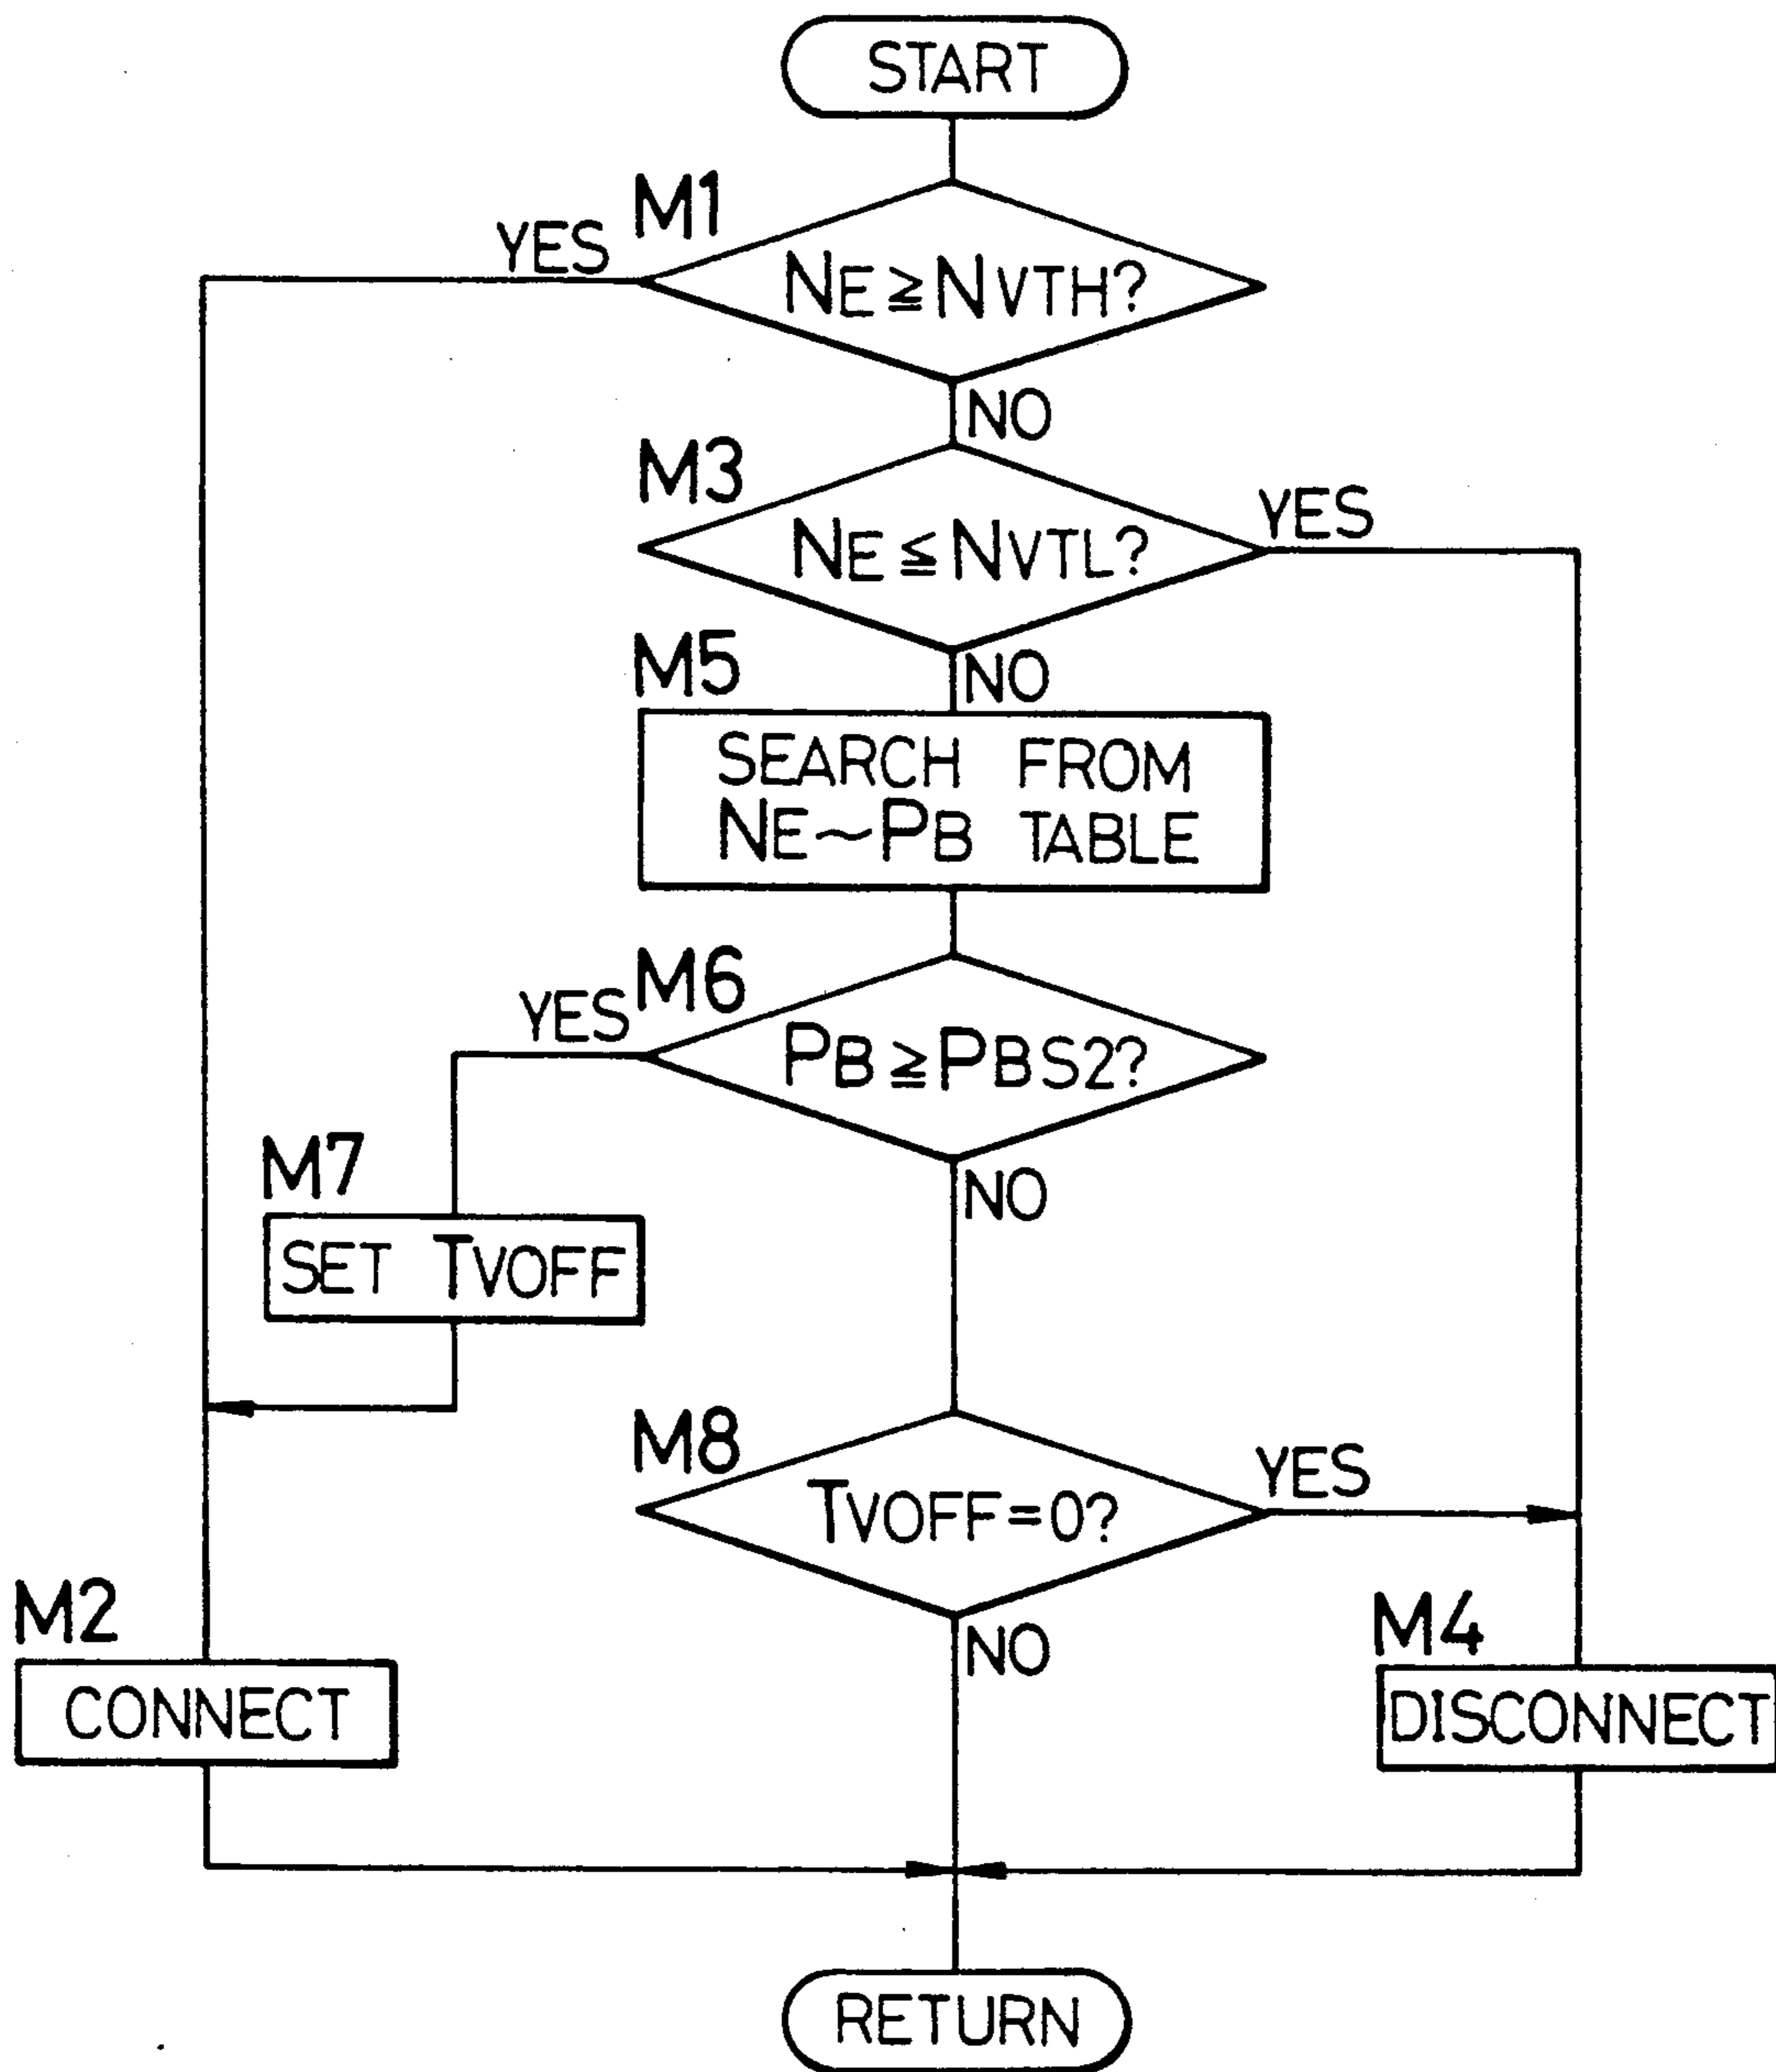 START
M1
YES
NE≧NVTH?
NO
M3
NE≦NVTL?
YES
M5
NO
SEARCH FROM
NE~PB TABLE
M6
YES
PB≧PBS2?
NO
M7
SET TVOFF
M8
TVOFF=0?
YES
NO
M2
CONNECT
M4
DISCONNECT
RETURN